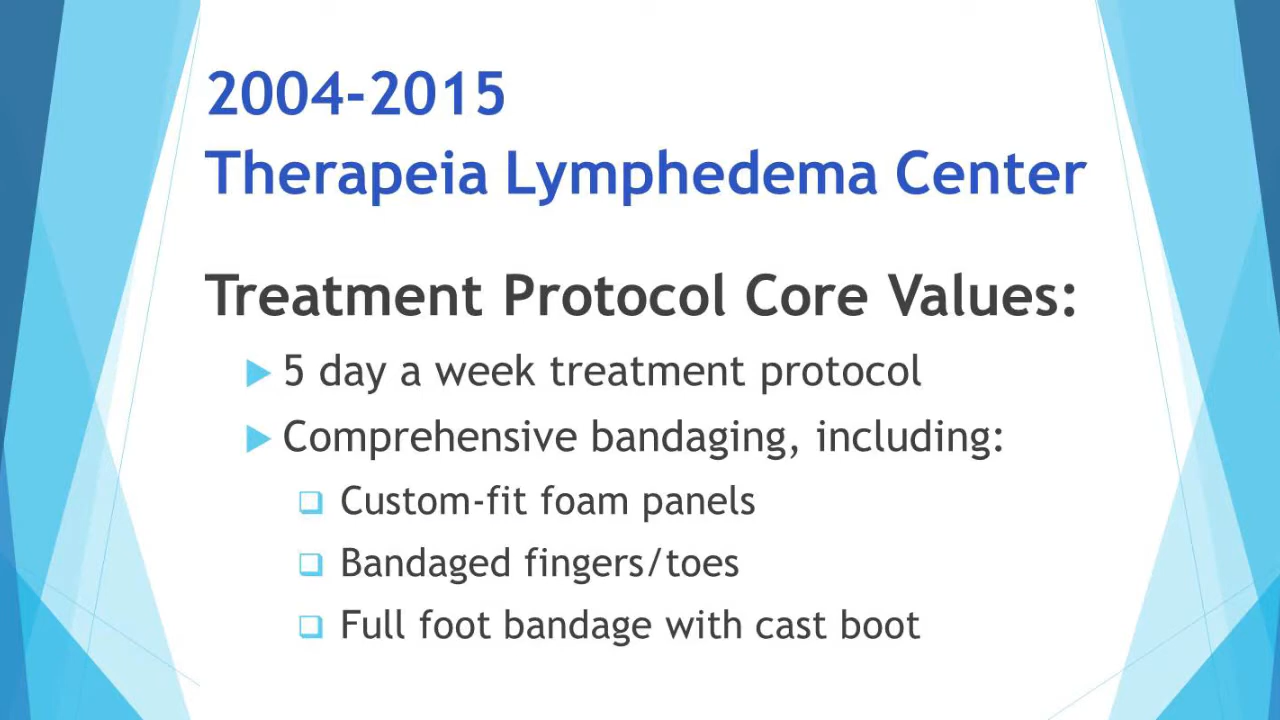 2004-2015
Therapeia Lymphedema Center
Treatment Protocol Core Values:
5 day a week treatment protocol
Comprehensive bandaging, including:
Custom-fit foam panels
Bandaged fingers/toes
Full foot bandage with cast boot